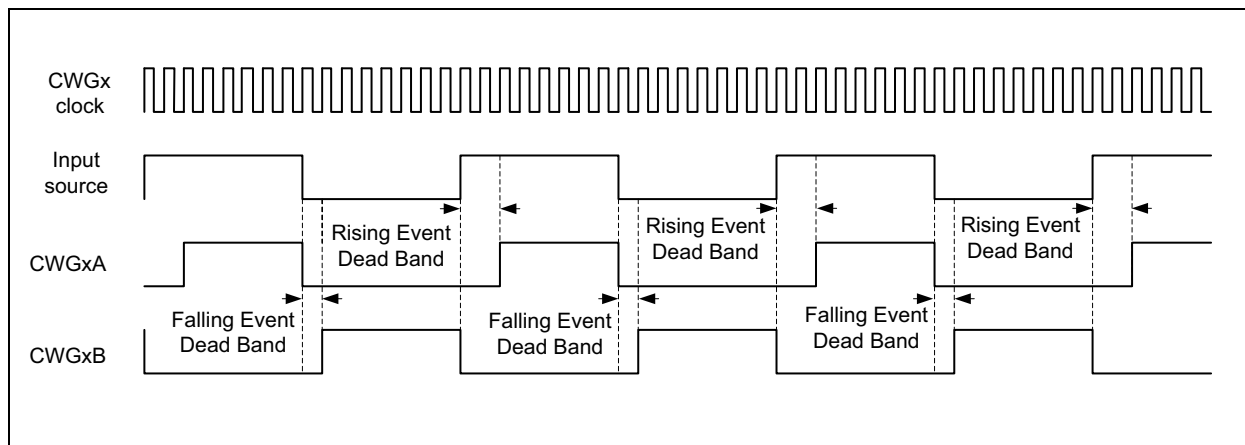 CWGx
clock
Input
source
Rising Event
Dead Band
Rising Event
Dead Band
Rising Event
Dead Band
CWGxA
Falling Event
Dead Band
Falling Event
Dead Band
Falling Event
Dead Band
CWGxB